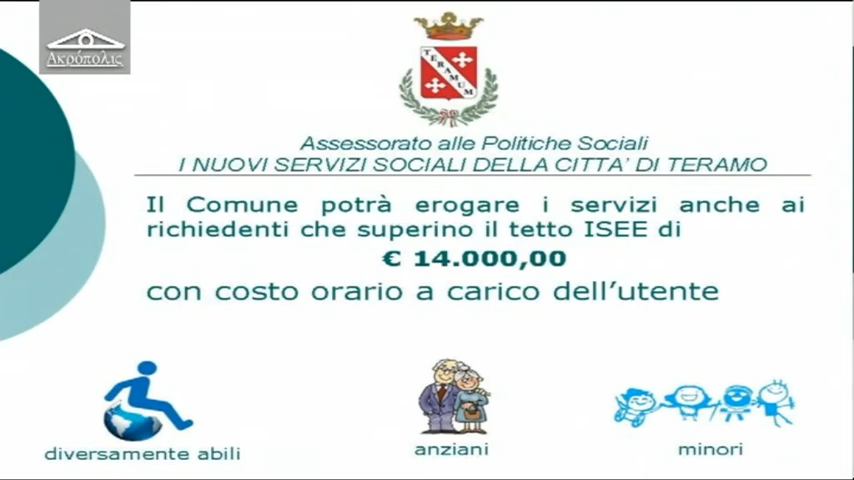 Ακρόπολις
TERAMUM
Assessorato alle Politiche Sociali
I NUOVI SERVIZI SOCIALI DELLA CITTA' DI TERAMO
Il Comune potrà erogare i servizi anche ai
richiedenti che superino il tetto ISEE di
€ 14.000,00
con costo orario a carico dell'utente
diversamente abili
anziani
minori